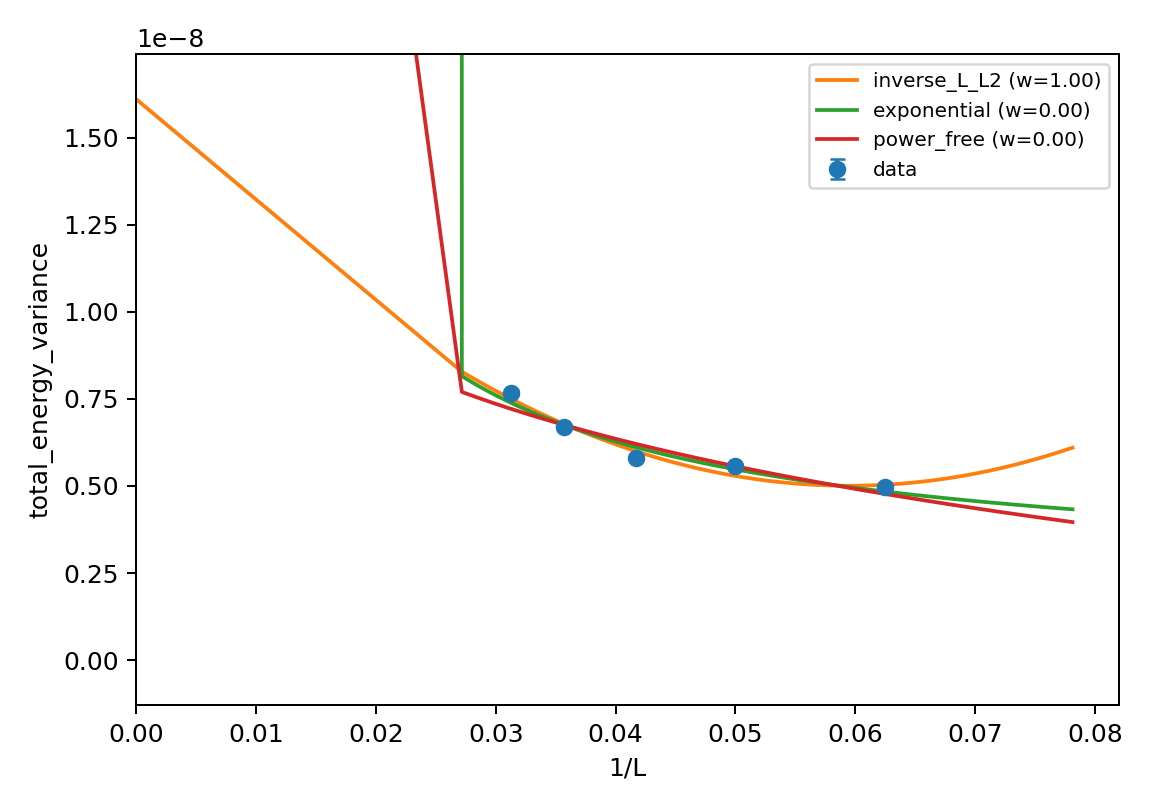 1e−8
inverse_L_L2 (w=1.00)
exponential (w=0.00)
power_free (w=0.00)
data
total_energy_variance
1.50
1.25
1.00
0.75
0.50
0.25
0.00
0.00 0.01 0.02 0.03 0.04 0.05 0.06 0.07 0.08
1/L